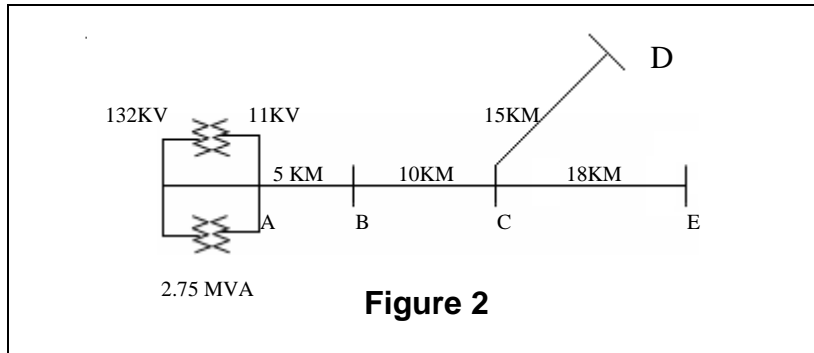 D
132KV 11KV 15KM
5 KM 10KM 18KM
A B C E
2.75 MVA
Figure 2